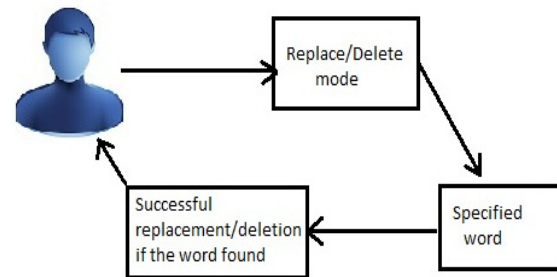 Replace/Delete
mode
Specified
word
Successful
replacement/deletion
if the word found